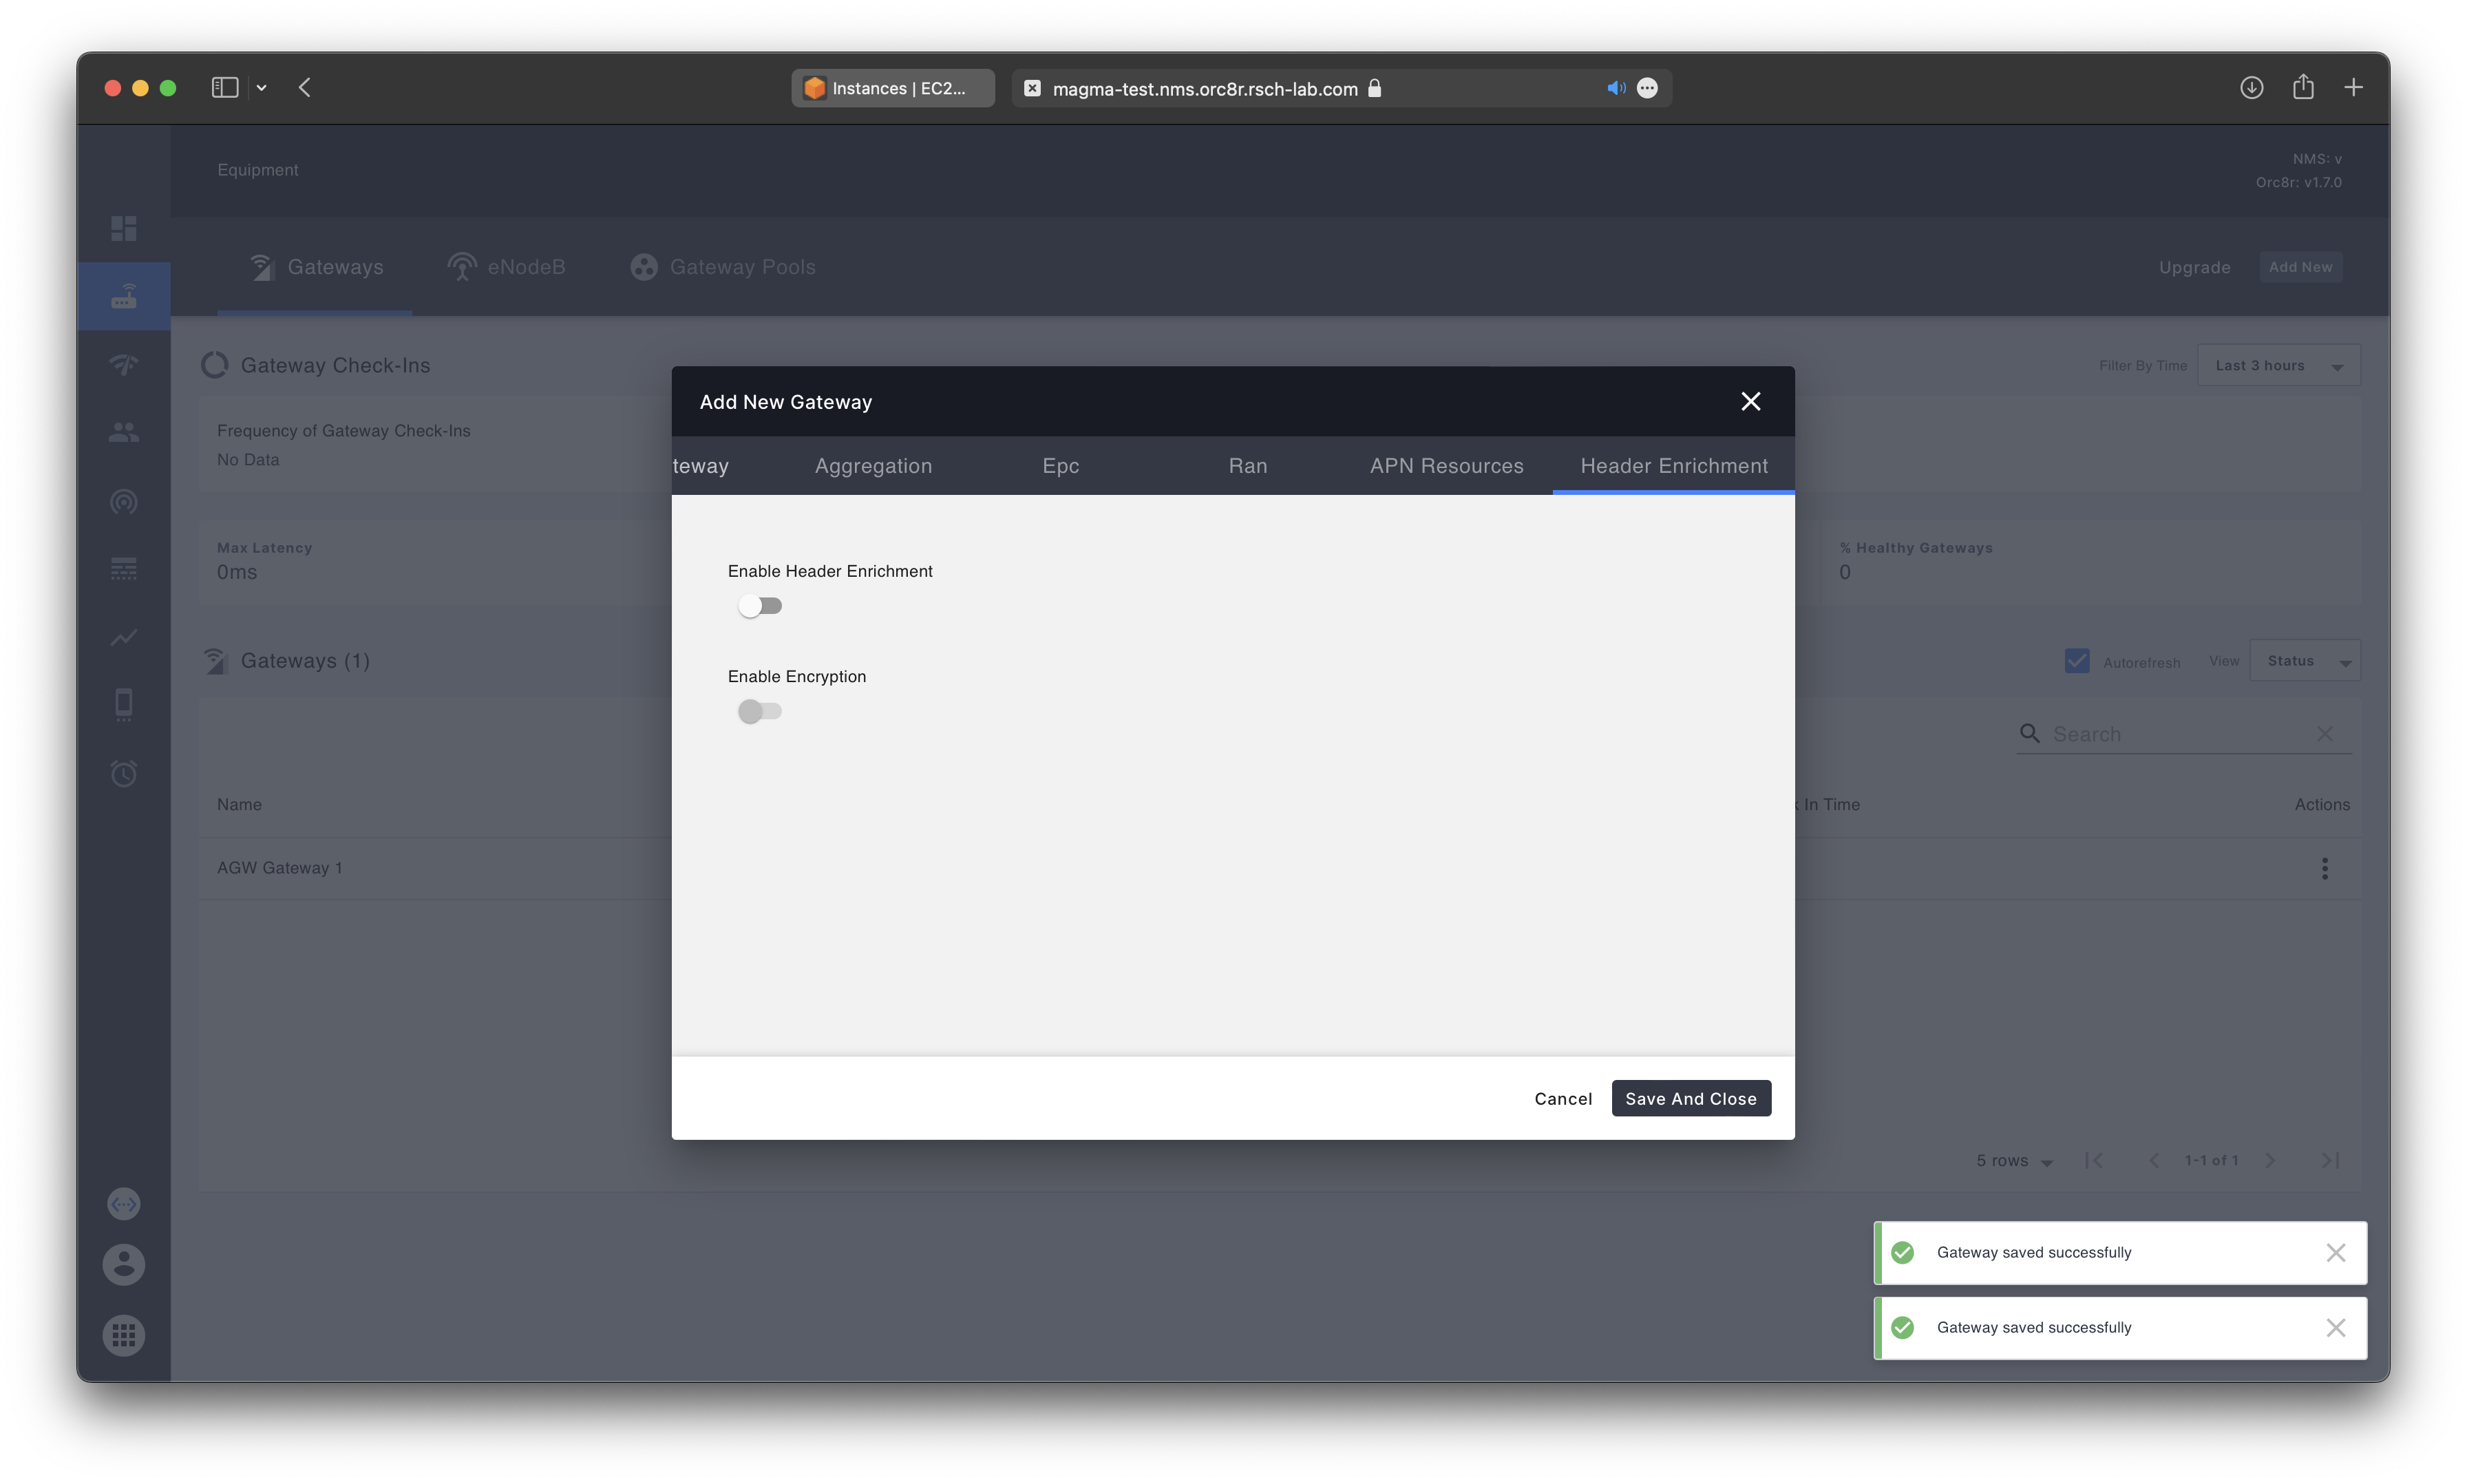 Instances | EC2...
magma-test.nms.orc8r.rsch-lab.com
Equipment
NMS: v
Orc8r: v1.7.0
Gateways
eNodeB
Gateway Pools
Upgrade
Add New
Gateway Check-Ins
Filter By Time
Last 3 hours
Frequency of Gateway Check-Ins
No Data
Max Latency
0ms
% Healthy Gateways
0
Gateways (1)
Autorefresh
View
Status
Search
Name
In Time
Actions
AGW Gateway 1
5 rows
1-1 of 1
Add New Gateway
teway
Aggregation
Epc
Ran
APN Resources
Header Enrichment
Enable Header Enrichment
Enable Encryption
Cancel
Save And Close
Gateway saved successfully
Gateway saved successfully